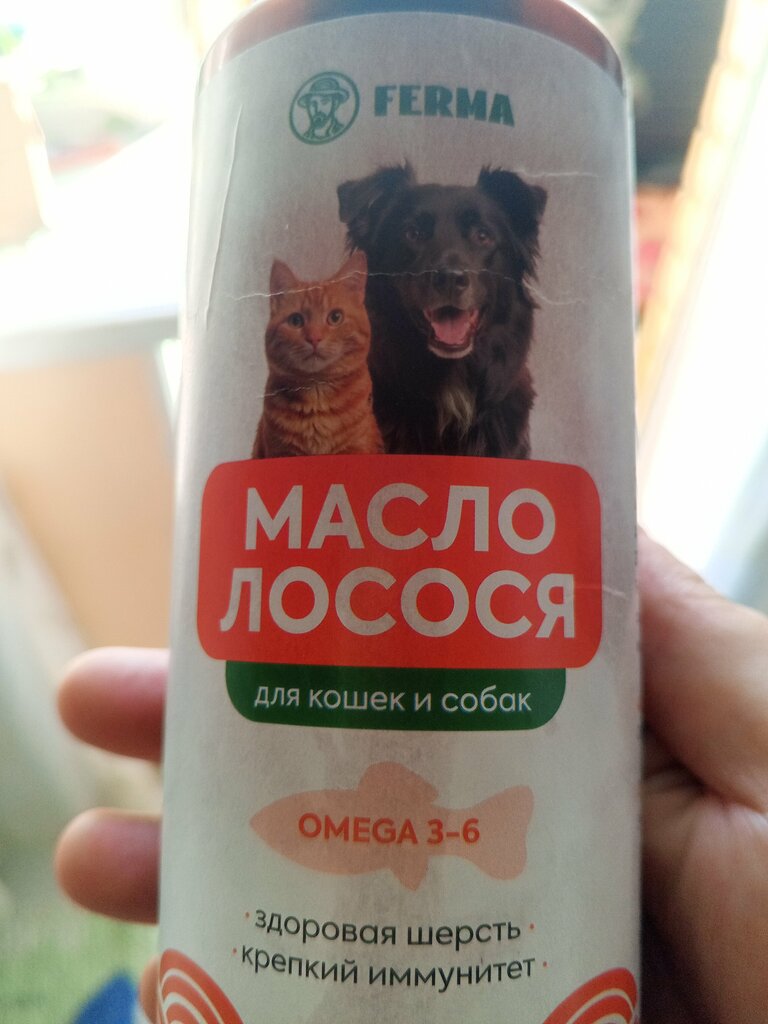 FERMA
МАСЛО
ЛОСОСЯ
для кошек и собак
OMEGA 3-6
· здоровая шерсть ·
· крепкий иммунитет ·